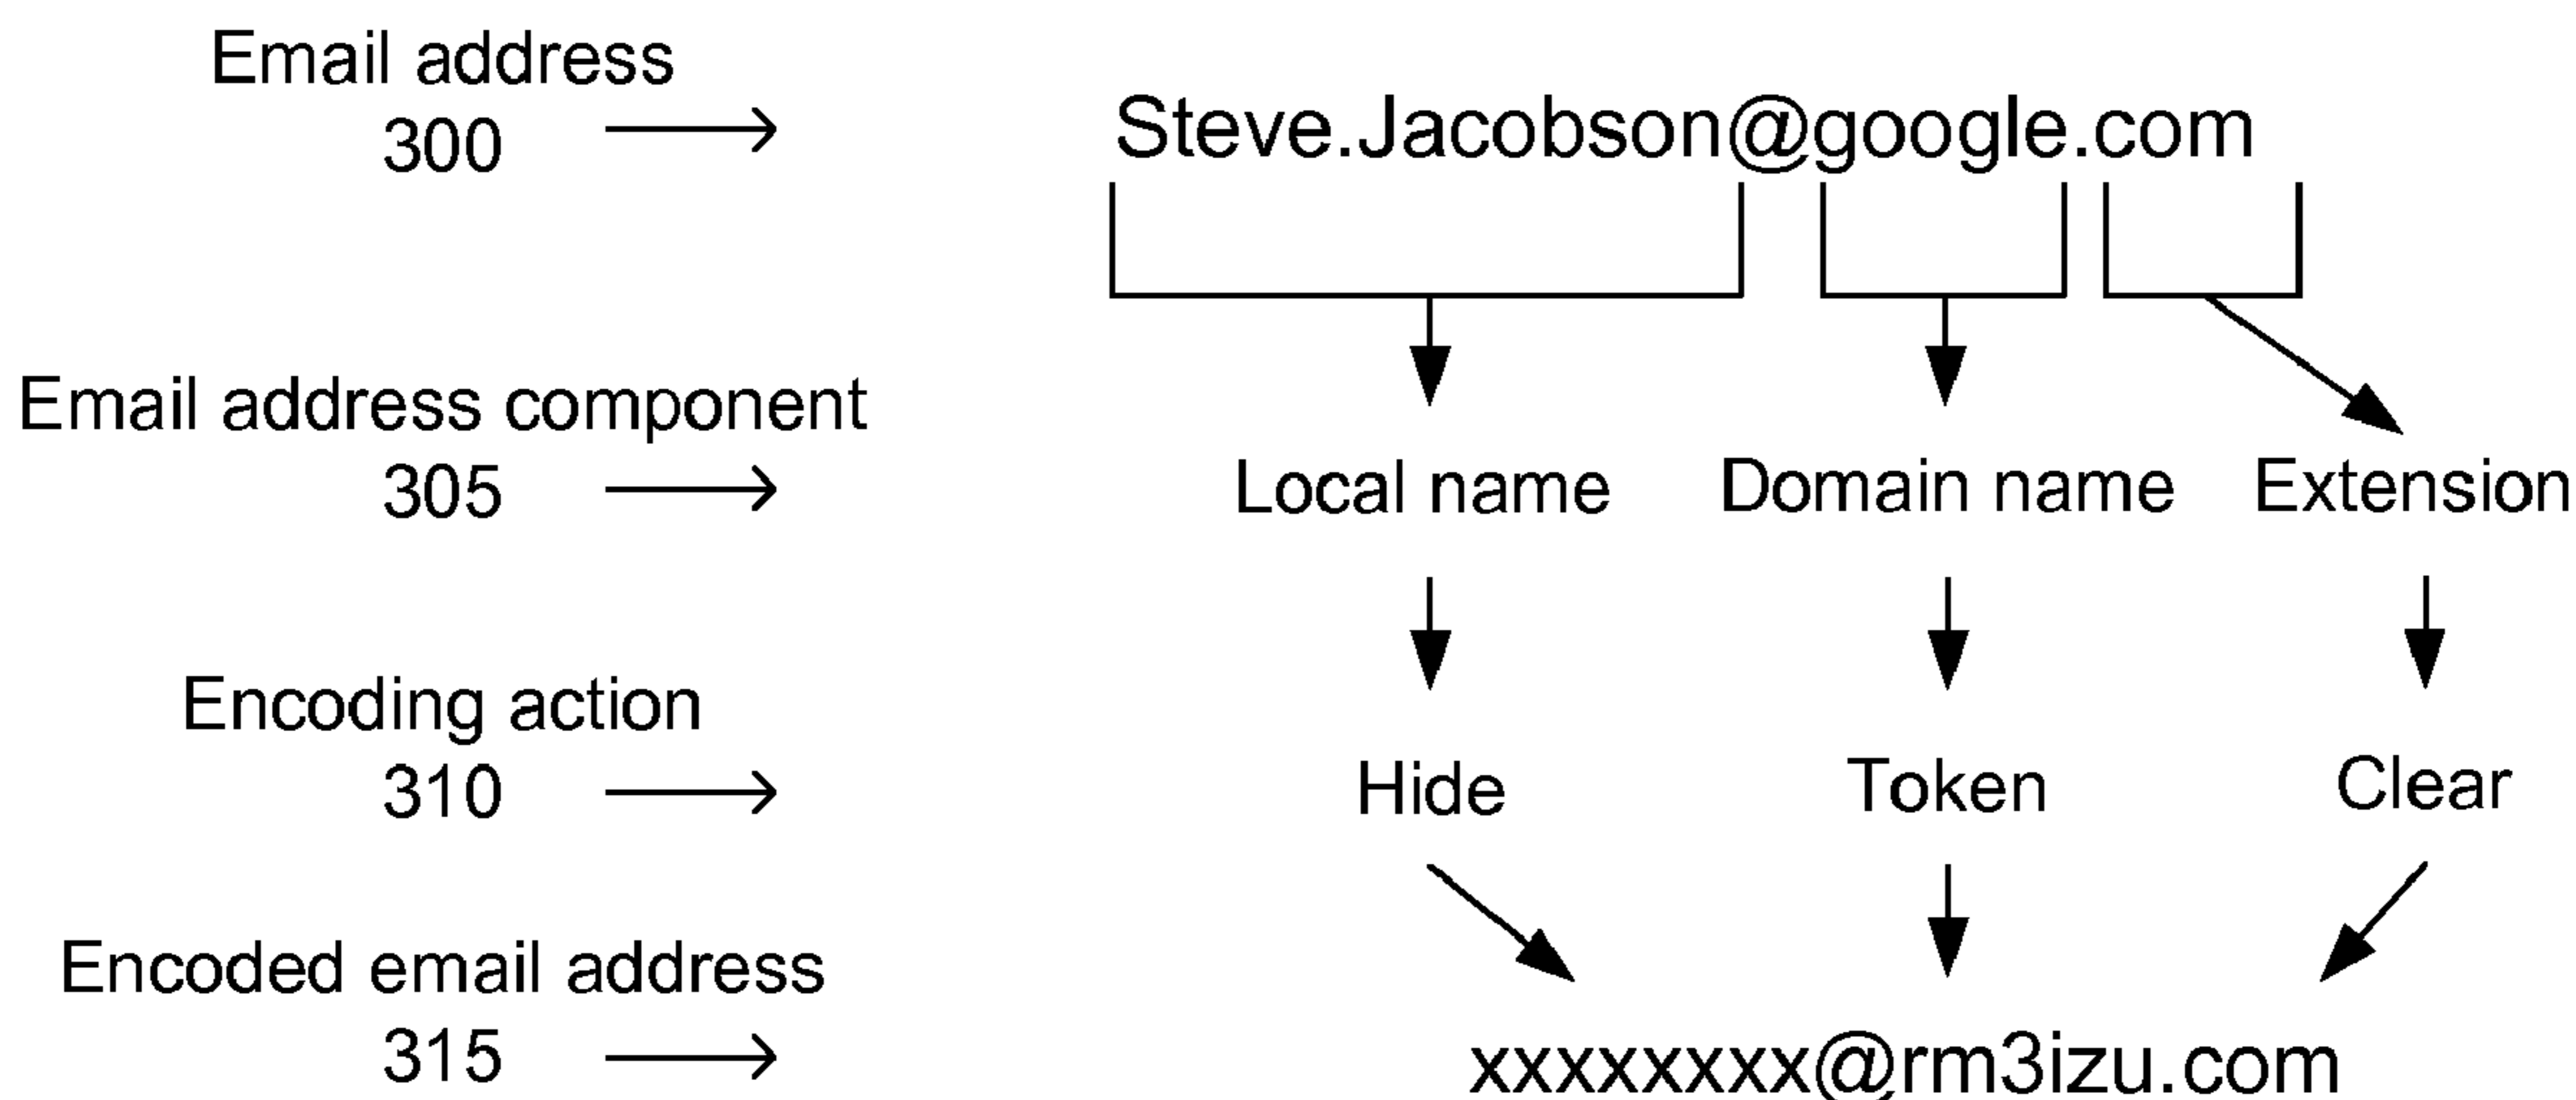 Email address
300
Steve.Jacobson@google.com
Email address component
305
Local name
Domain name
Extension
Encoding action
310
Hide
Token
Clear
Encoded email address
315
xxxxxxxx@rm3izu.com